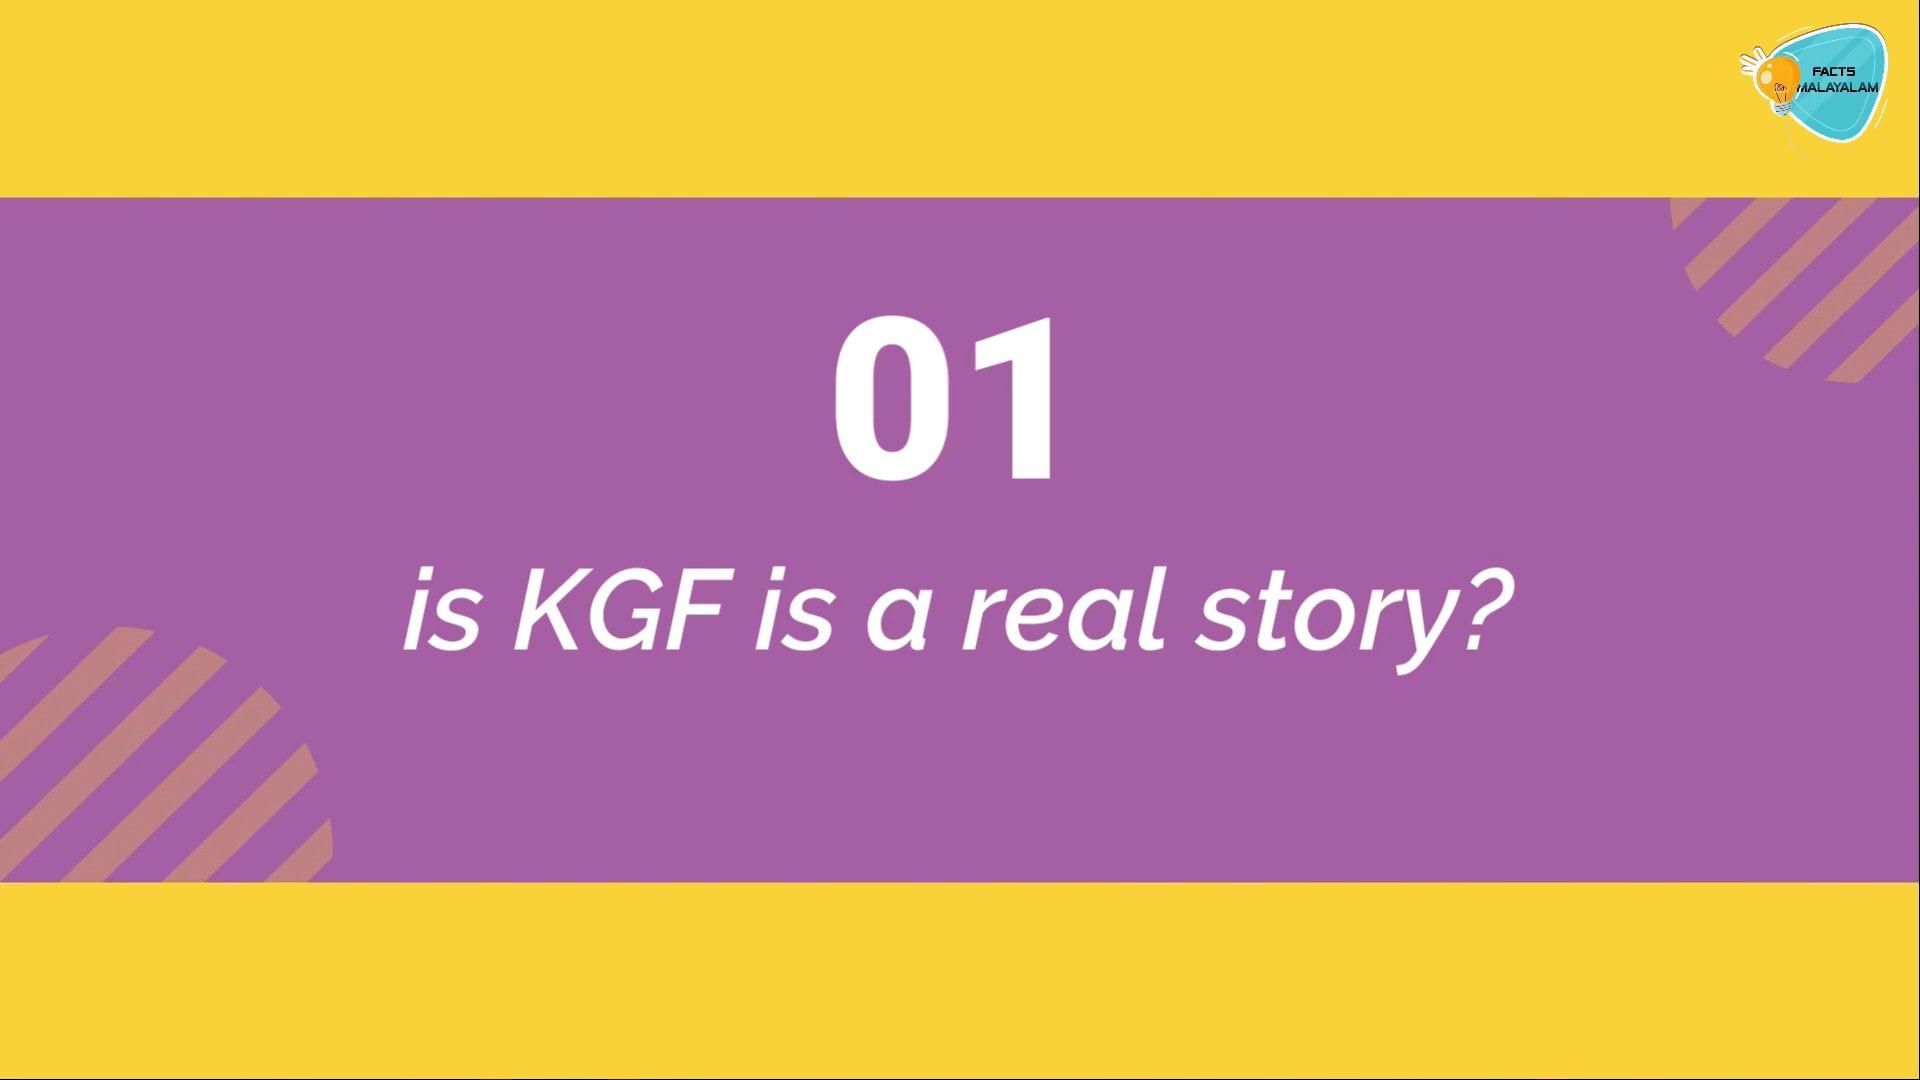 FACTS
MALAYALAM
01
is KGF is a real story?